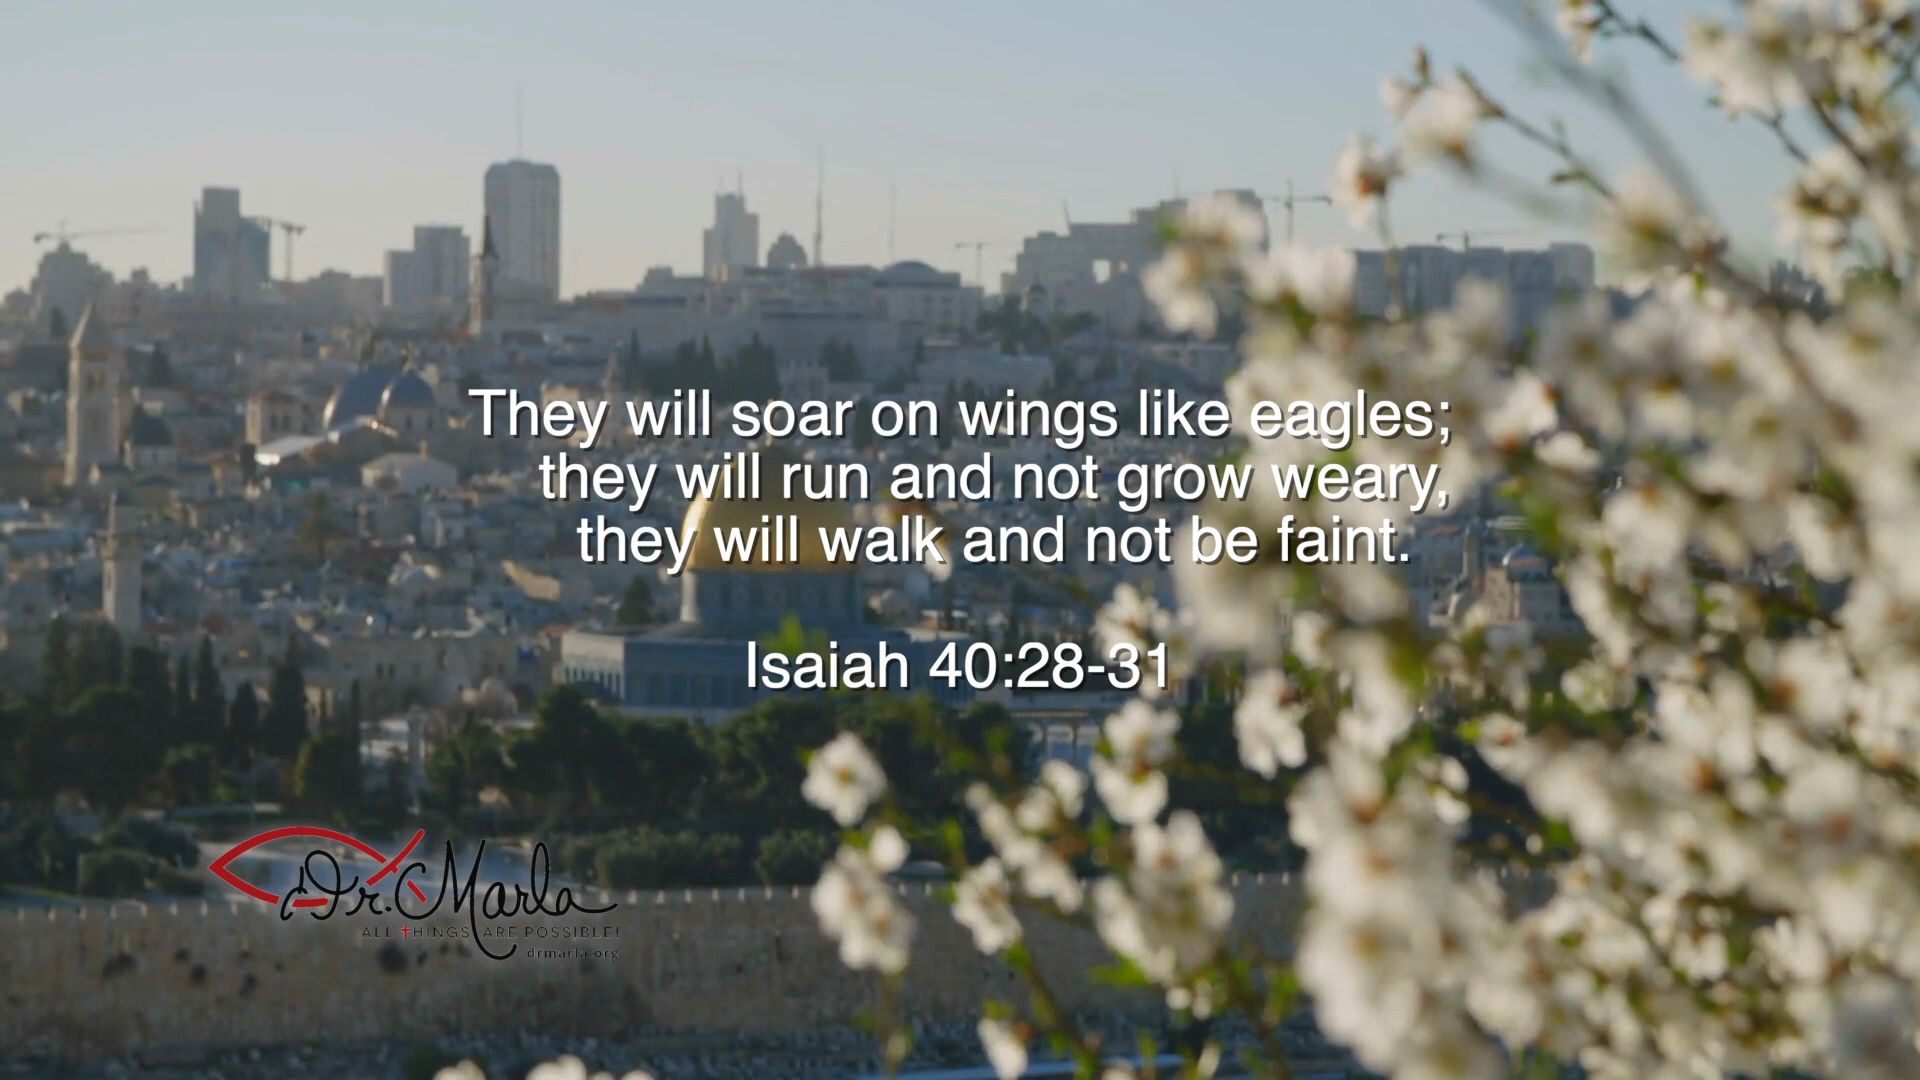 They will soar on wings like eagles;
they will run and not grow weary,
they will walk and not be faint.
Isaiah 40:28-31
Dr. Marla
ALL THINGS ARE POSSIBLE!
drmarla.org